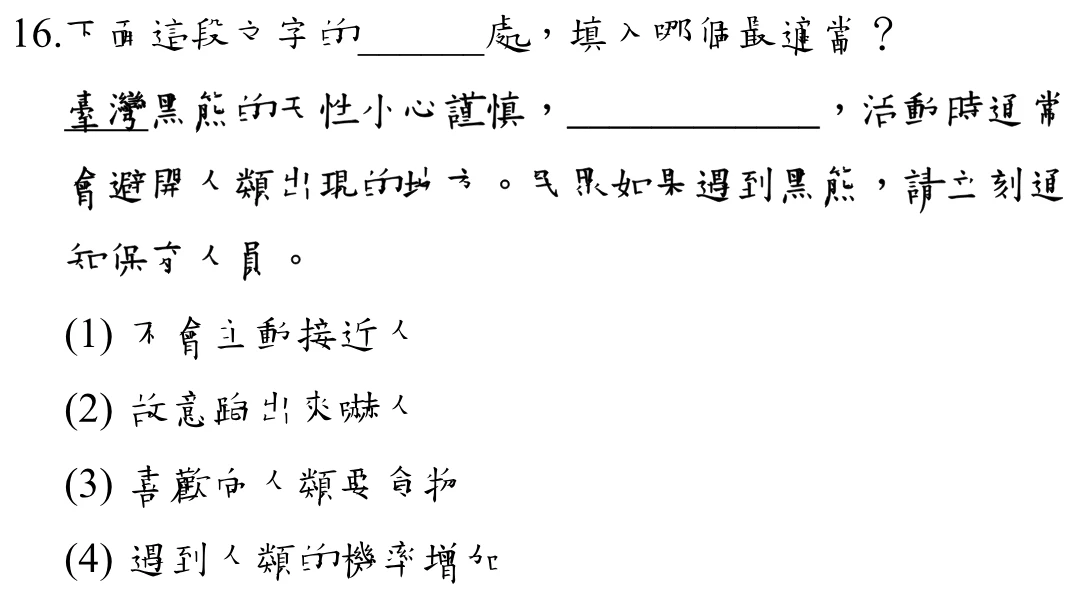 16.下面這段文字的______處，填入哪個最適當？
臺灣黑熊的天性小心謹慎，____________，活動時通常
會避開人類出現的地方。民眾如果遇到黑熊，請立刻通
知保育人員。
(1) 不會主動接近人
(2) 故意跑出來嚇人
(3) 喜歡向人類要食物
(4) 遇到人類的機率增加